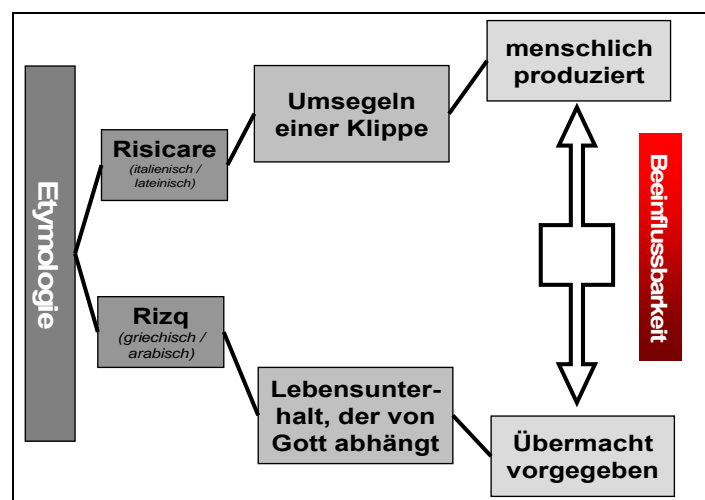 Etymologie
Risicare
(italienisch /
lateinisch)
Umsegeln
einer Klippe
menschlich
produziert
Rizq
(griechisch /
arabisch)
Lebensunter-
halt, der von
Gott abhängt
Übermacht
vorgegeben
Beeinflussbarkeit